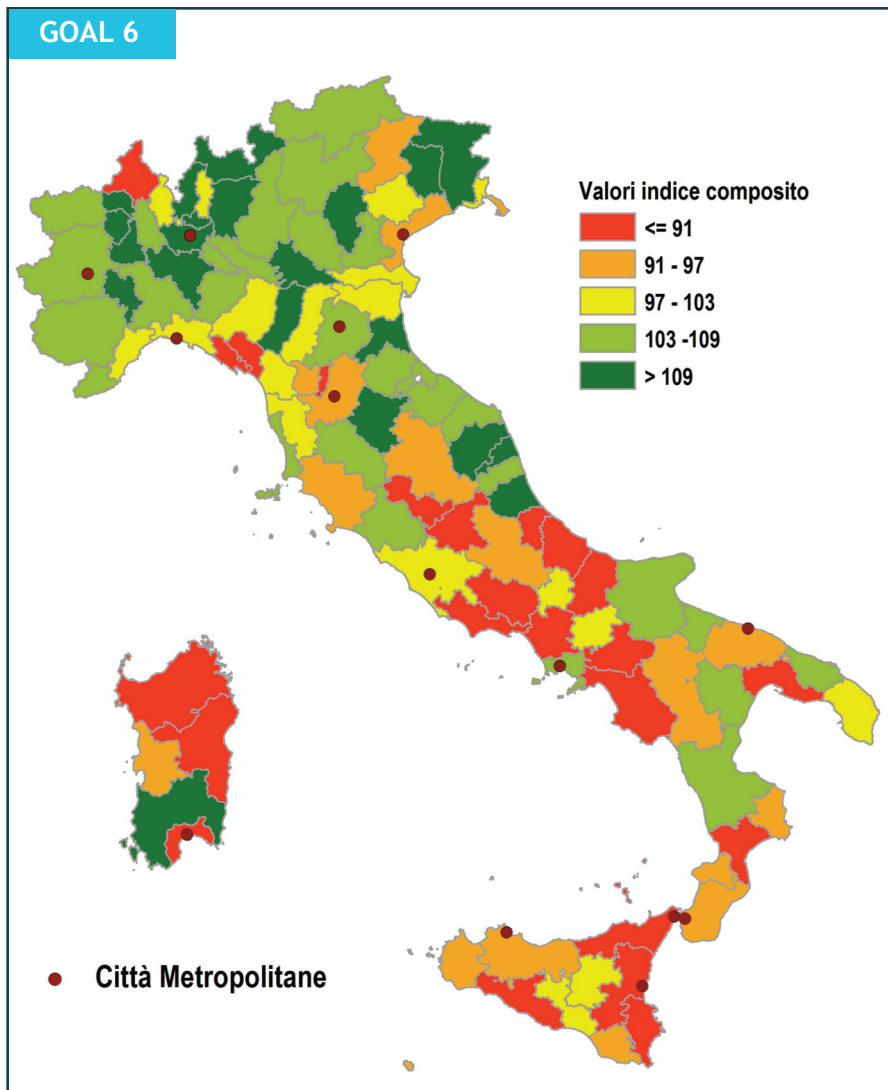 GOAL 6
Valori indice composito
<= 91
91 - 97
97 - 103
103 -109
> 109
Città Metropolitane